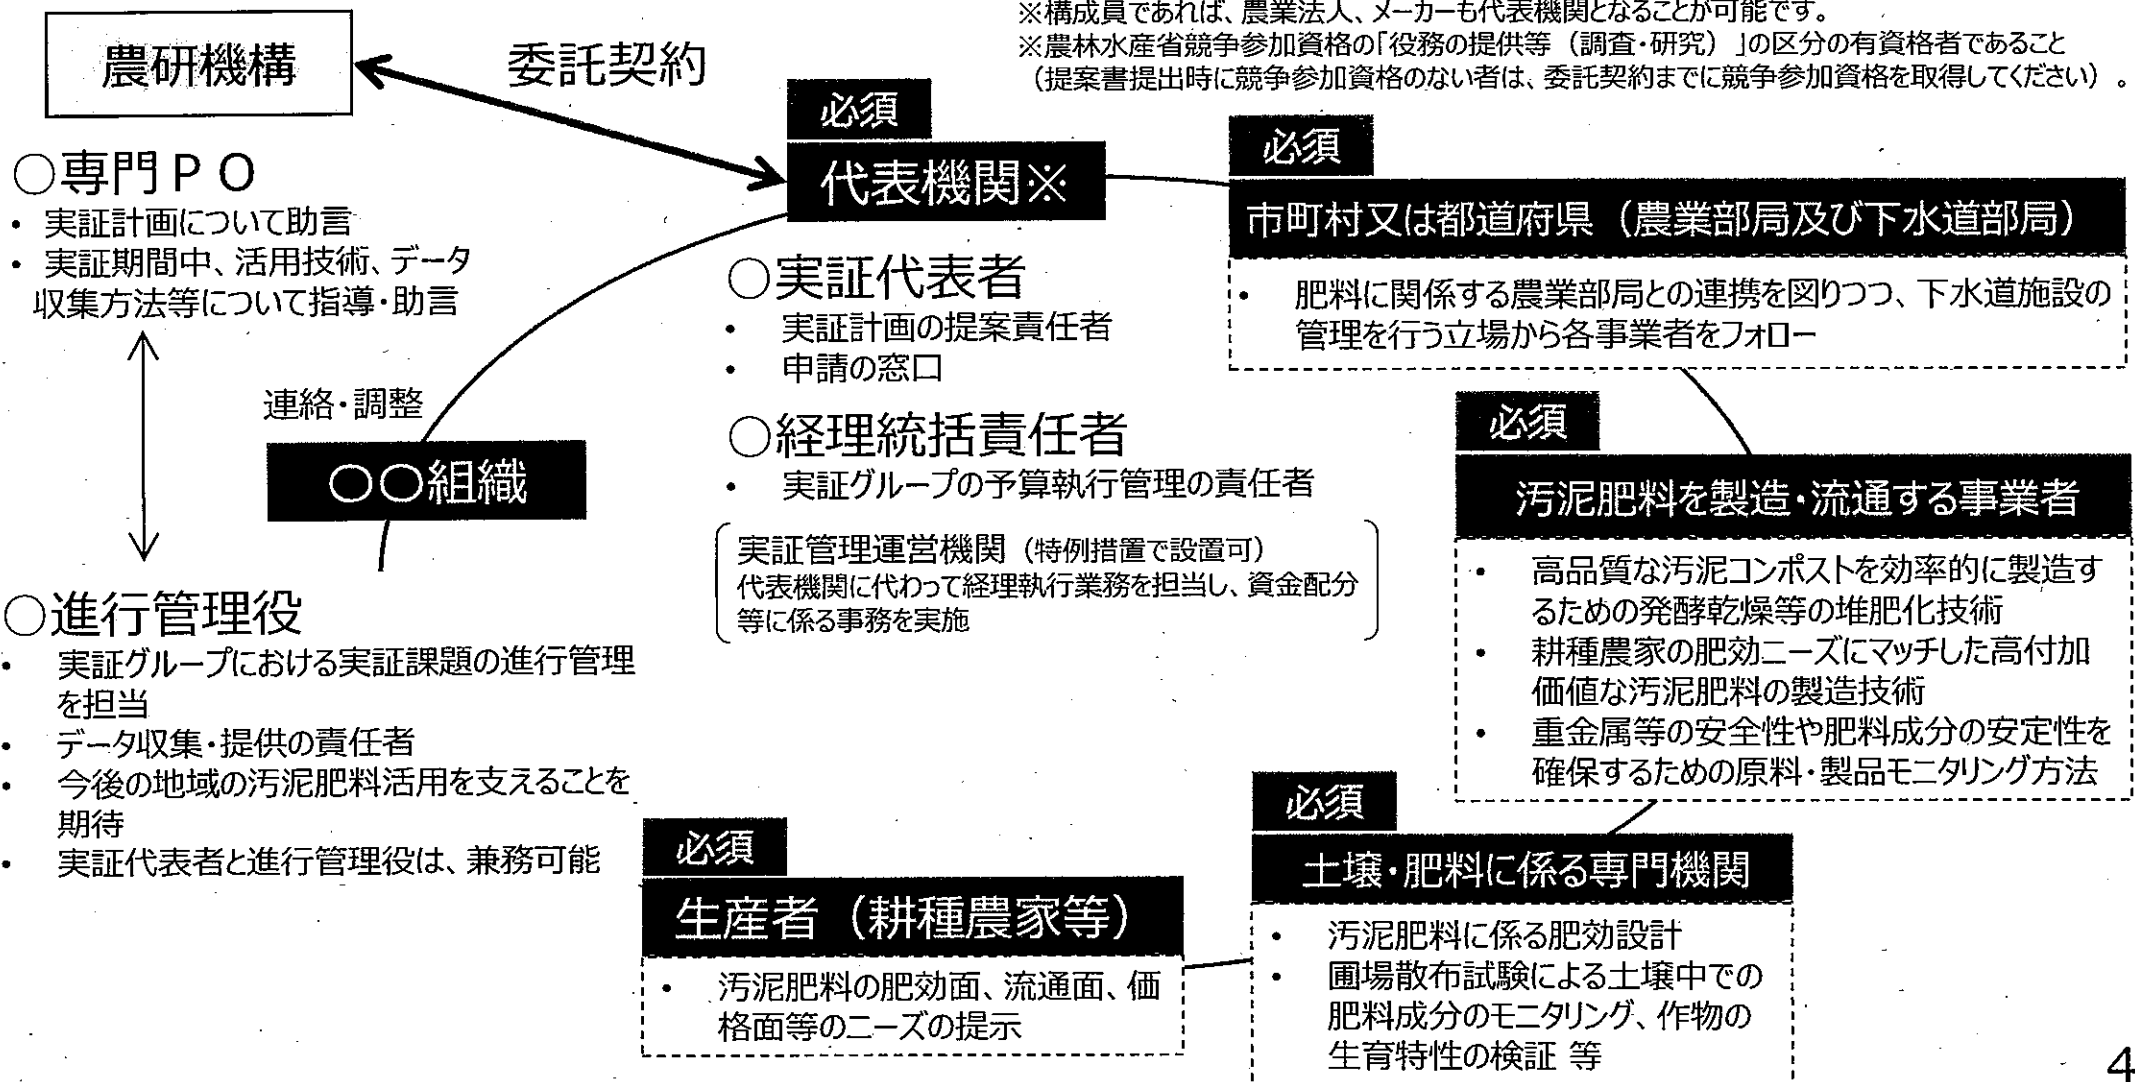 ※構成員であれば、農業法人、メーカーも代表機関となることが可能です。
※農林水産省競争参加資格の「役務の提供等（調査・研究）」の区分の有資格者であること
（提案書提出時に競争参加資格のない者は、委託契約までに競争参加資格を取得してください）。
農研機構
委託契約
○専門ＰＯ
・ 実証計画について助言
・ 実証期間中、活用技術、データ
収集方法等について指導・助言
連絡・調整
○○組織
○進行管理役
・ 実証グループにおける実証課題の進行管理
を担当
・ データ収集・提供の責任者
・ 今後の地域の汚泥肥料活用を支えることを
期待
・ 実証代表者と進行管理役は、兼務可能
必須
代表機関※
○実証代表者
・ 実証計画の提案責任者
・ 申請の窓口
○経理統括責任者
・ 実証グループの予算執行管理の責任者
実証管理運営機関（特例措置で設置可）
代表機関に代わって経理執行業務を担当し、資金配分
等に係る事務を実施
必須
市町村又は都道府県（農業部局及び下水道部局）
・ 肥料に関係する農業部局との連携を図りつつ、下水道施設の
管理を行う立場から各事業者をフォロー
必須
汚泥肥料を製造・流通する事業者
・ 高品質な汚泥コンポストを効率的に製造す
るための発酵乾燥等の堆肥化技術
・ 耕種農家の肥効ニーズにマッチした高付加
価値な汚泥肥料の製造技術
・ 重金属等の安全性や肥料成分の安定性を
確保するための原料・製品モニタリング方法
必須
土壌・肥料に係る専門機関
・ 汚泥肥料に係る肥効設計
・ 圃場散布試験による土壌中での
肥料成分のモニタリング、作物の
生育特性の検証 等
必須
生産者（耕種農家等）
・ 汚泥肥料の肥効面、流通面、価
格面等のニーズの提示
4